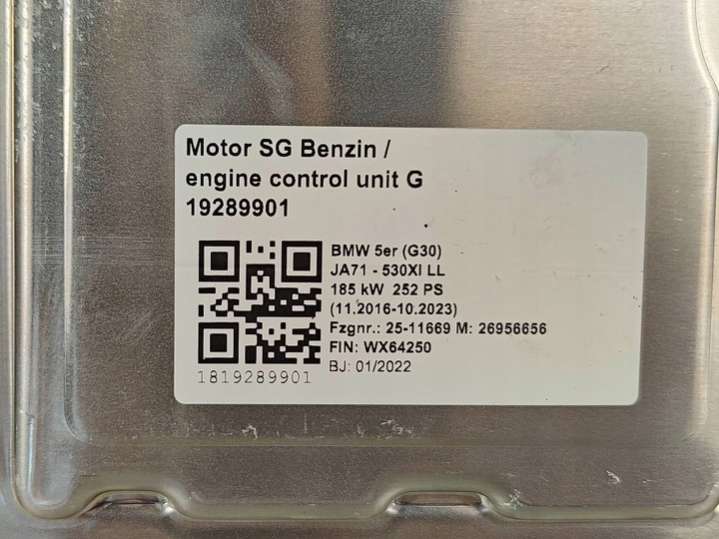 Motor SG Benzin /
engine control unit G
19289901
BMW 5er (G30)
JA71 - 530XI LL
185 kW 252 PS
(11.2016-10.2023)
Fzgnr.: 25-11669 M: 26956656
FIN: WX64250
BJ: 01/2022
1819289901